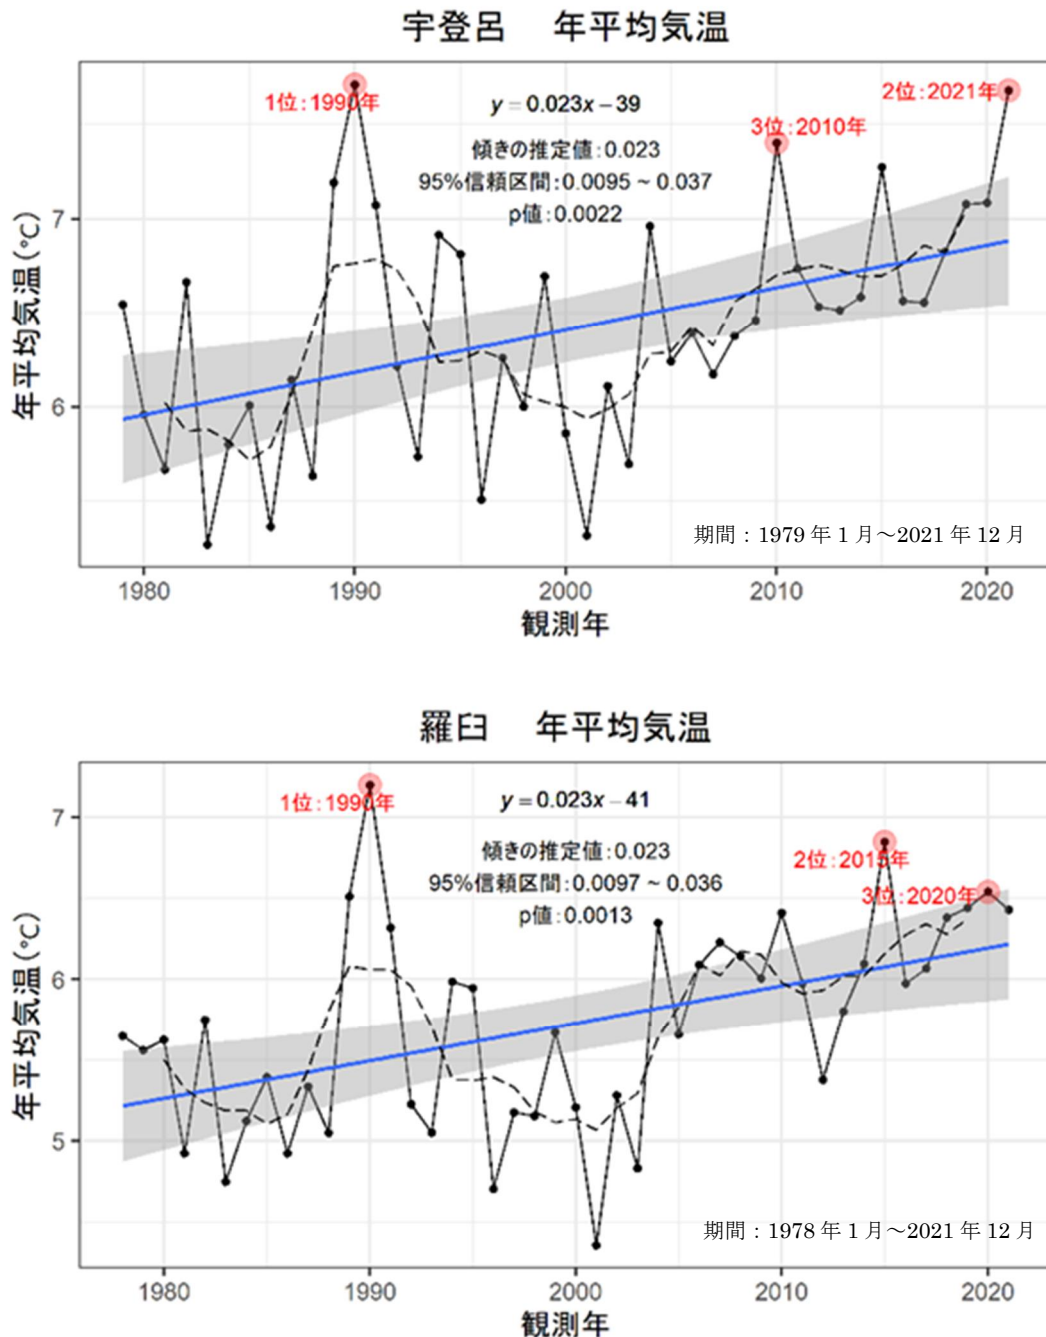 宇登呂 年平均気温
1位:1990年
y = 0.023x − 39
2位:2021年
3位:2010年
傾きの推定値:0.023
95%信頼区間:0.0095 ~ 0.037
p値:0.0022
7
6
年平均気温(℃)
期間：1979年1月～2021年12月
1980 1990 2000 2010 2020
観測年
羅臼 年平均気温
1位:1990年
y = 0.023x − 41
傾きの推定値:0.023
95%信頼区間:0.0097 ~ 0.036
p値:0.0013
2位:2015年
3位:2020年
7
6
5
年平均気温(℃)
期間：1978年1月～2021年12月
1980 1990 2000 2010 2020
観測年